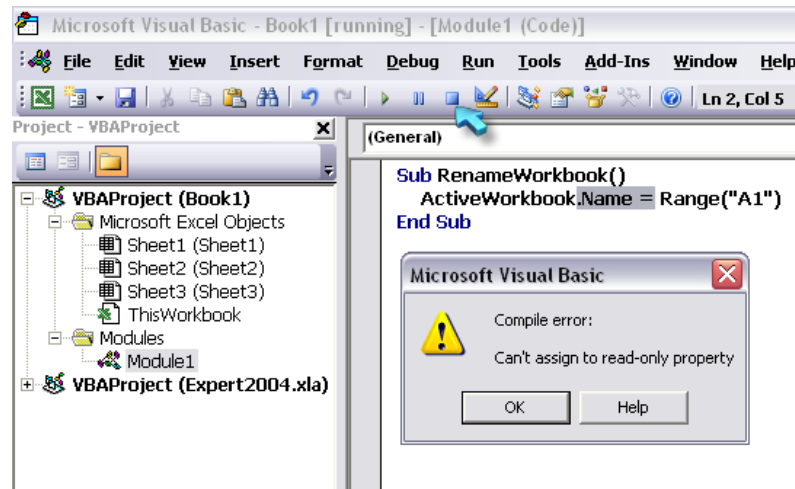 Microsoft Visual Basic - Book1 [running] - [Module1 (Code)]
File Edit View Insert Format Debug Run Tools Add-Ins Window Help
Ln 2, Col 5
Project - VBAProject
(General)
VBAProject (Book1)
Microsoft Excel Objects
Sheet1 (Sheet1)
Sheet2 (Sheet2)
Sheet3 (Sheet3)
ThisWorkbook
Modules
Module1
VBAProject (Expert2004.xla)
Sub RenameWorkbook()
ActiveWorkbook.Name = Range("A1")
End Sub
Microsoft Visual Basic
Compile error:
Can't assign to read-only property
OK Help